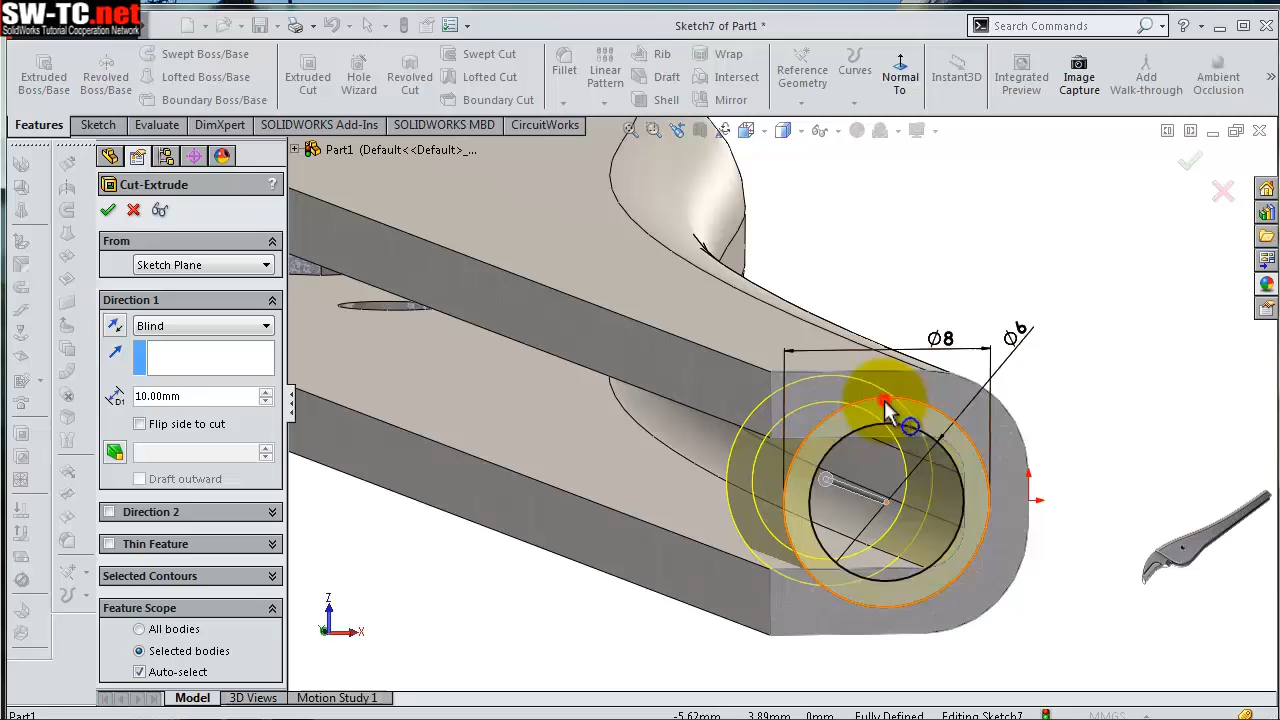 SW-TC.net
SolidWorks Tutorial Cooperation Network
Sketch7 of Part1
Search Commands
?
Extruded Boss/Base
Revolved Boss/Base
Swept Boss/Base
Lofted Boss/Base
Boundary Boss/Base
Extruded Cut
Hole Wizard
Revolved Cut
Swept Cut
Lofted Cut
Boundary Cut
Fillet
Linear Pattern
Rib
Draft
Shell
Wrap
Intersect
Mirror
Reference Geometry
Curves
Normal To
Instant3D
Integrated Preview
Image Capture
Add Walk-through
Ambient Occlusion
Features
Sketch
Evaluate
DimXpert
SOLIDWORKS Add-Ins
SOLIDWORKS MBD
CircuitWorks
Part1 (Default<<Default>_...
Cut-Extrude
?
From
Sketch Plane
Direction 1
Blind
D1
10.00mm
Flip side to cut
Draft outward
Direction 2
Thin Feature
Selected Contours
Feature Scope
All bodies
Selected bodies
Auto-select
Ø8
Ø6
Z
X
Y
Model
3D Views
Motion Study 1
Part1
-5.62mm
3.89mm
0mm
Fully Defined
Editing Sketch7
MMGS